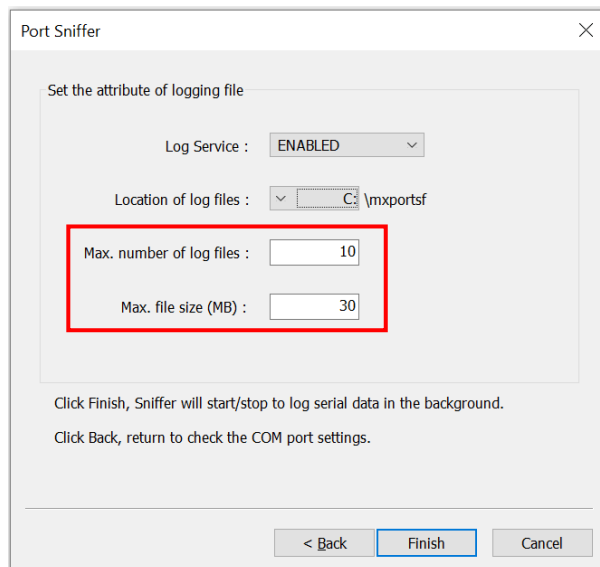 Port Sniffer
Set the attribute of logging file
Log Service : ENABLED
Location of log files : C: \mxportsf
Max. number of log files : 10
Max. file size (MB) : 30
Click Finish, Sniffer will start/stop to log serial data in the background.
Click Back, return to check the COM port settings.
< Back Finish Cancel